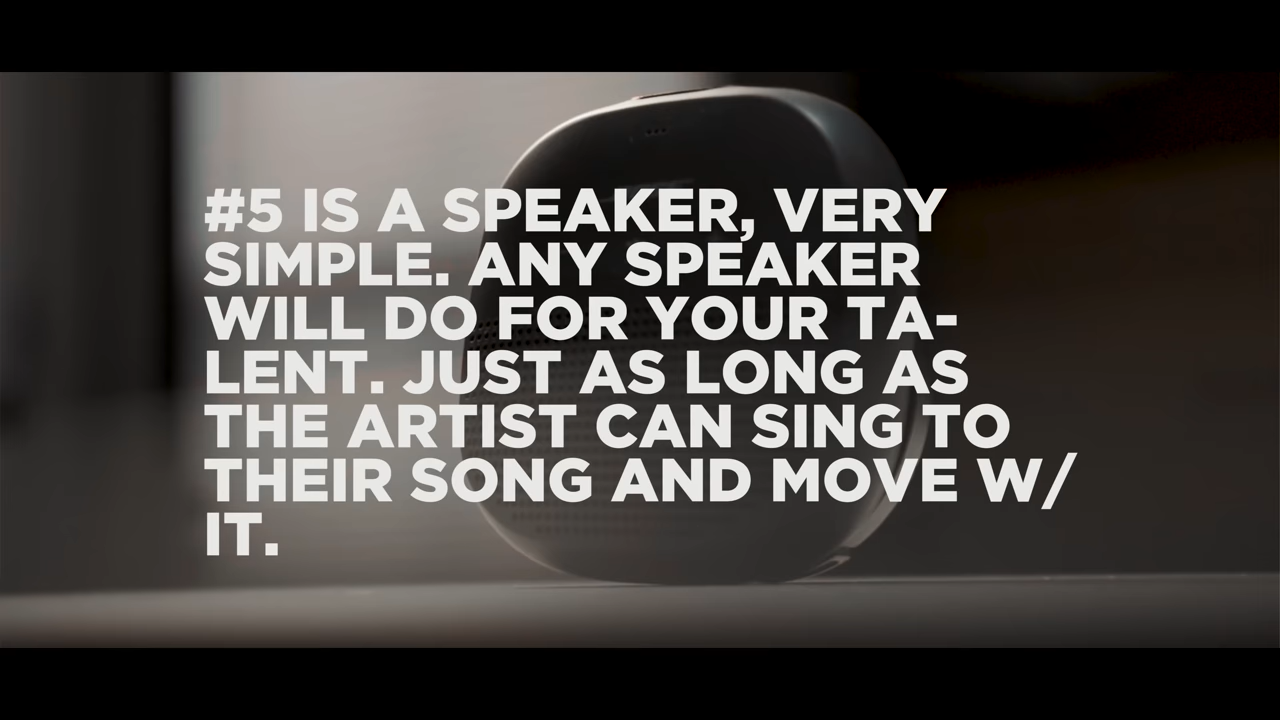 #5 IS A SPEAKER, VERY
SIMPLE. ANY SPEAKER
WILL DO FOR YOUR TA-
LENT. JUST AS LONG AS
THE ARTIST CAN SING TO
THEIR SONG AND MOVE W/
IT.